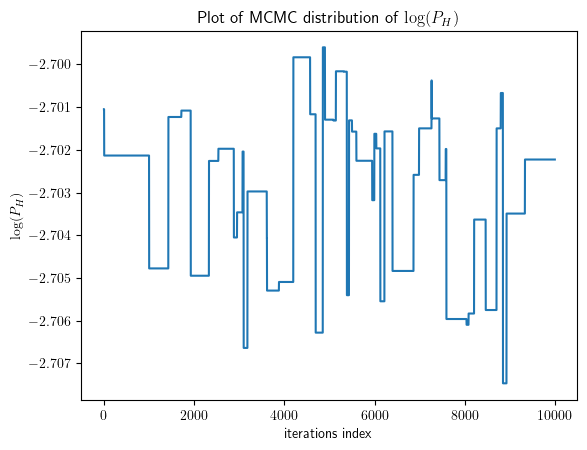 Plot of MCMC distribution of log(P_H)
−2.700
−2.701
−2.702
−2.703
−2.704
−2.705
−2.706
−2.707
log(P_H)
0 2000 4000 6000 8000 10000
iterations index